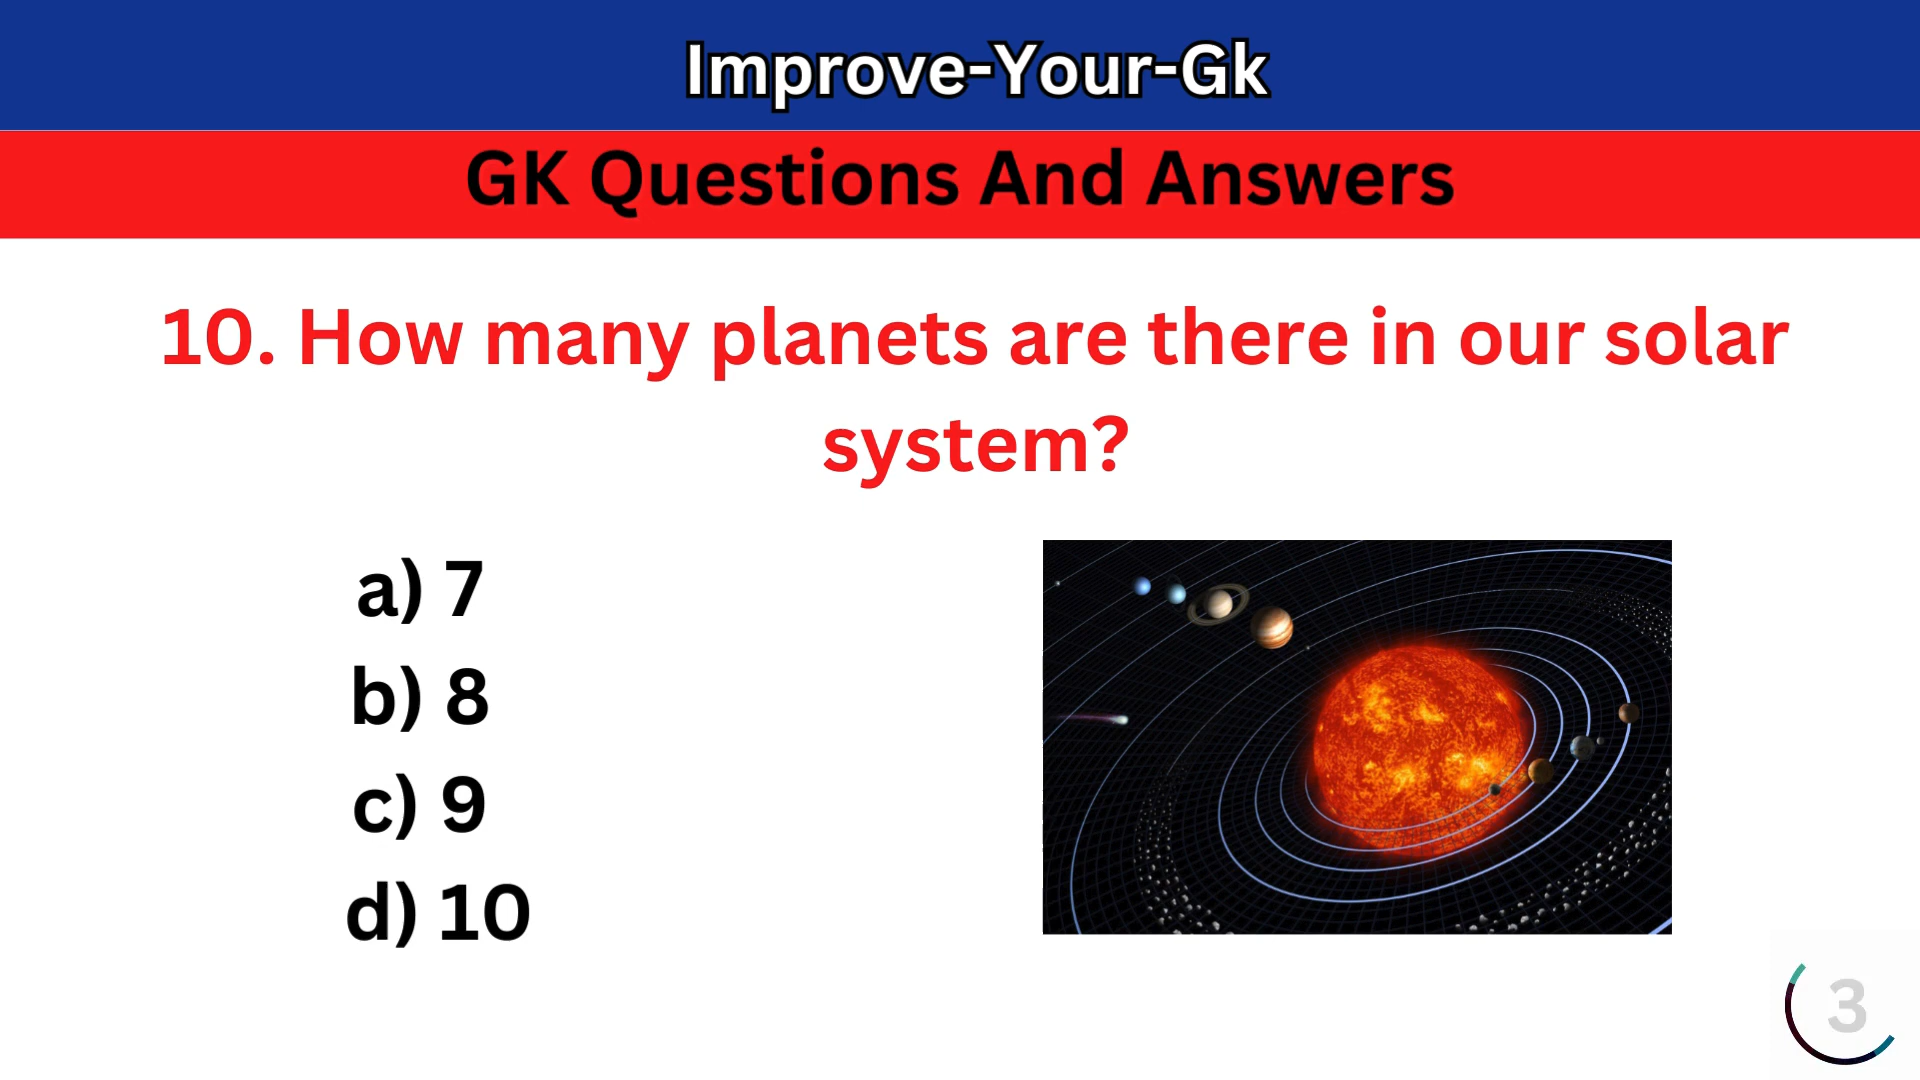 Improve-Your-Gk
GK Questions And Answers
10. How many planets are there in our solar
system?
a) 7
b) 8
c) 9
d) 10
3